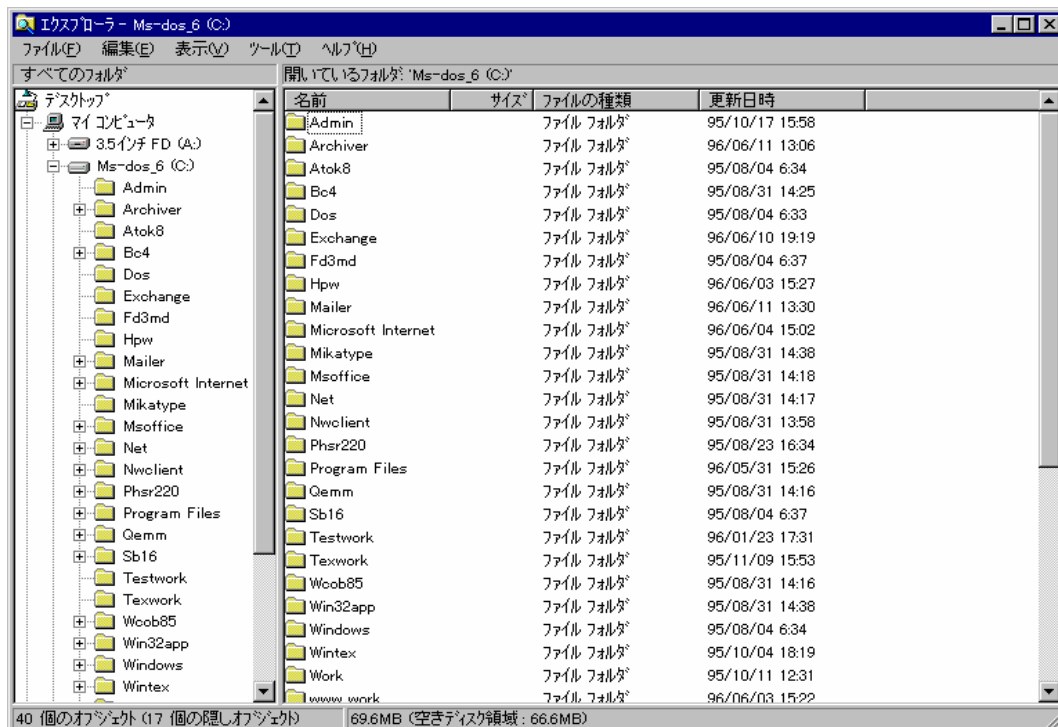 エクスプローラ - Ms-dos_6 (C:)
ファイル(F) 編集(E) 表示(V) ツール(T) ヘルプ(H)
すべてのフォルダ
開いているフォルダ: 'Ms-dos_6 (C:)'
デスクトップ
マイ コンピュータ
3.5インチ FD (A:)
Ms-dos_6 (C:)
Admin
Archiver
Atok8
Bc4
Dos
Exchange
Fd3md
Hpw
Mailer
Microsoft Internet
Mikatype
Msoffice
Net
Nwclient
Phsr220
Program Files
Qemm
Sb16
Testwork
Texwork
Wcob85
Win32app
Windows
Wintex
名前 サイズ ファイルの種類 更新日時
Admin ファイル フォルダ 95/10/17 15:58
Archiver ファイル フォルダ 96/06/11 13:06
Atok8 ファイル フォルダ 95/08/04 6:34
Bc4 ファイル フォルダ 95/08/31 14:25
Dos ファイル フォルダ 95/08/04 6:33
Exchange ファイル フォルダ 96/06/10 19:19
Fd3md ファイル フォルダ 95/08/04 6:37
Hpw ファイル フォルダ 96/06/03 15:27
Mailer ファイル フォルダ 96/06/11 13:30
Microsoft Internet ファイル フォルダ 96/06/04 15:02
Mikatype ファイル フォルダ 95/08/31 14:38
Msoffice ファイル フォルダ 95/08/31 14:18
Net ファイル フォルダ 95/08/31 14:17
Nwclient ファイル フォルダ 95/08/31 13:58
Phsr220 ファイル フォルダ 95/08/23 16:34
Program Files ファイル フォルダ 96/05/31 15:26
Qemm ファイル フォルダ 95/08/31 14:16
Sb16 ファイル フォルダ 95/08/04 6:37
Testwork ファイル フォルダ 96/01/23 17:31
Texwork ファイル フォルダ 95/11/09 15:53
Wcob85 ファイル フォルダ 95/08/31 14:16
Win32app ファイル フォルダ 95/08/31 14:38
Windows ファイル フォルダ 95/08/04 6:34
Wintex ファイル フォルダ 95/10/04 18:19
Work ファイル フォルダ 95/10/11 12:31
www work ファイル フォルダ 96/06/03 15:22
40 個のオブジェクト (17 個の隠しオブジェクト) 69.6MB (空きディスク領域 : 66.6MB)